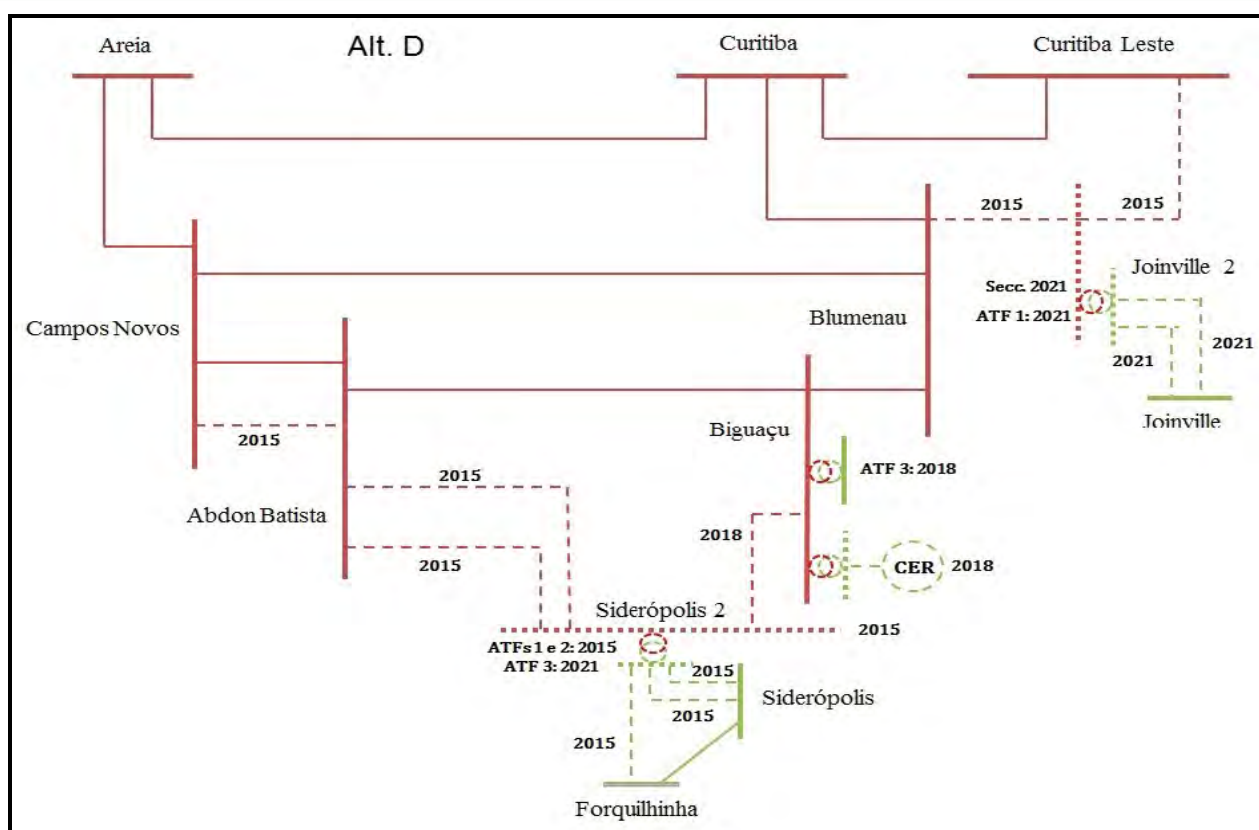 Areia
Alt. D
Curitiba
Curitiba Leste
2015
2015
Joinville 2
Secc. 2021
ATF 1: 2021
Blumenau
Campos Novos
2021
2021
Joinville
2015
Biguaçu
ATF 3: 2018
2015
Abdon Batista
2018
2015
CER
2018
Siderópolis 2
2015
ATFs 1 e 2: 2015
ATF 3: 2021
2015
Siderópolis
2015
2015
Forquilhinha